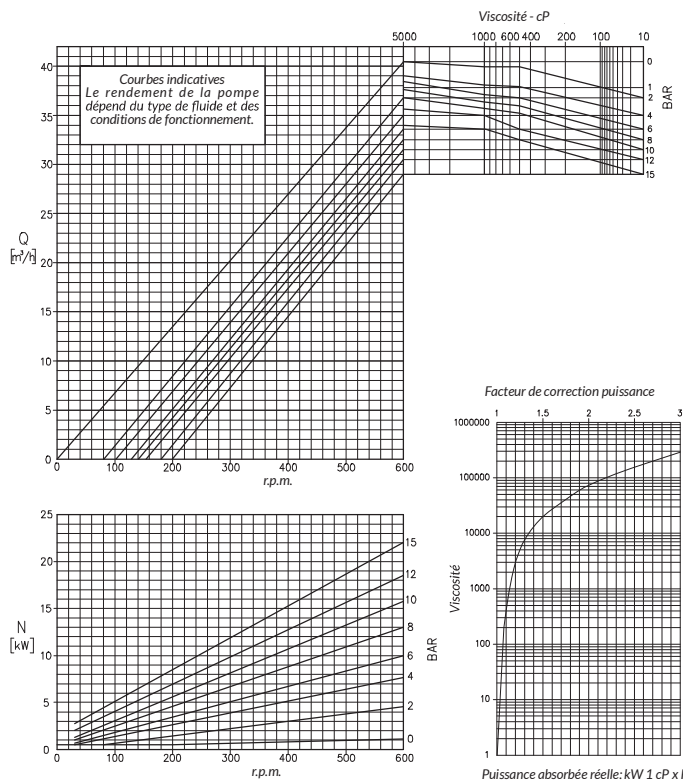 Viscosité - cP
5000 1000 600 400 200 100 10
Courbes indicatives
Le rendement de la pompe
dépend du type de fluide et des
conditions de fonctionnement.
40
35
30
25
20
15
10
5
0
Q
[m³/h]
0
1
2
4
6
8
10
12
15
BAR
0 100 200 300 400 500 600
r.p.m.
25
20
15
10
5
0
N
[kW]
15
12
10
8
6
4
2
0
BAR
0 100 200 300 400 500 600
r.p.m.
Facteur de correction puissance
1 1.5 2 2.5 3
1000000
100000
10000
1000
100
10
1
Viscosité
Puissance absorbée réelle: kW 1 cP x